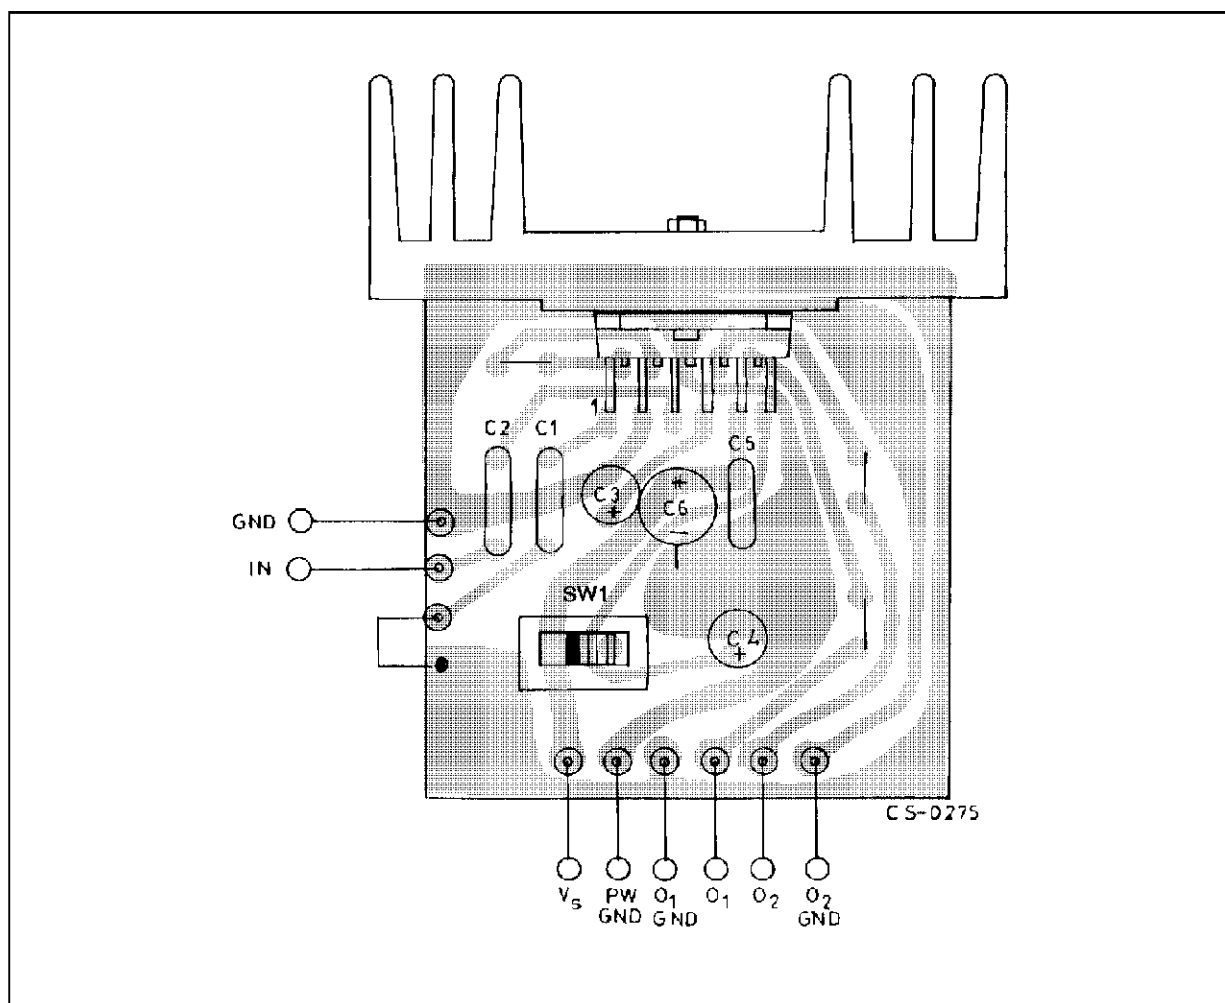 1
C2 C1 C5
C3 C6
GND
IN
SW1
C4
CS-0275
Vs PW GND O1 GND O1 O2 O2 GND